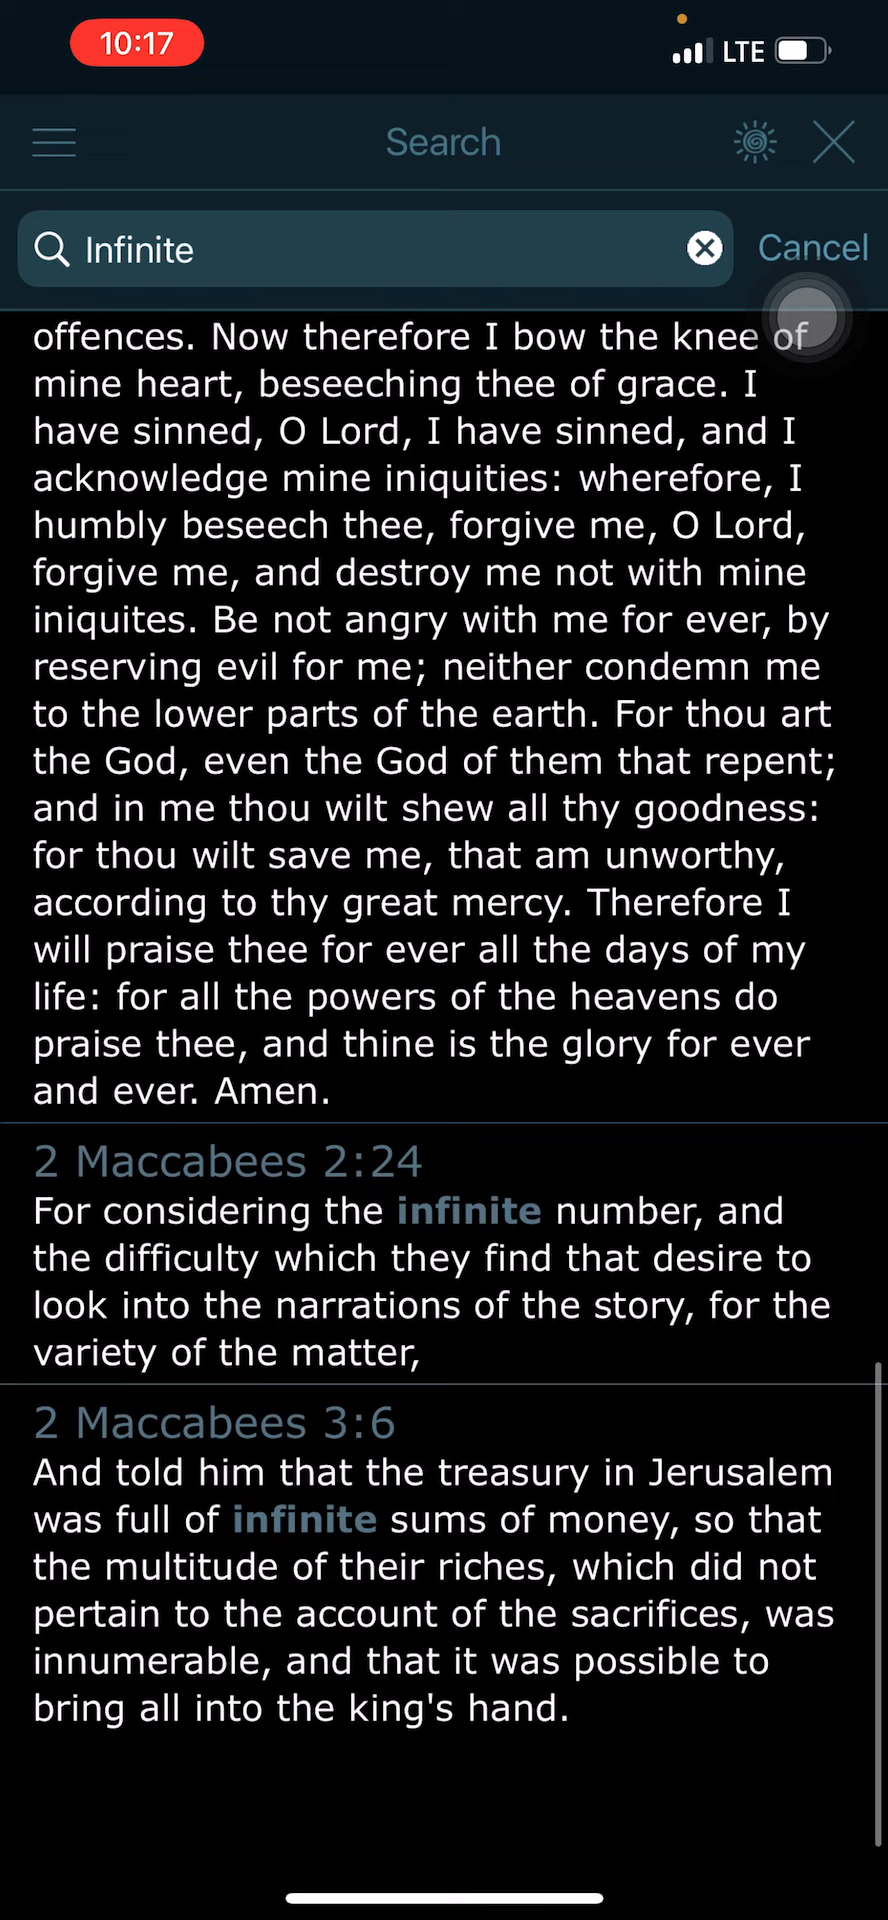 10:17
LTE
Search
Infinite
Cancel
offences. Now therefore I bow the knee of
mine heart, beseeching thee of grace. I
have sinned, O Lord, I have sinned, and I
acknowledge mine iniquities: wherefore, I
humbly beseech thee, forgive me, O Lord,
forgive me, and destroy me not with mine
iniquites. Be not angry with me for ever, by
reserving evil for me; neither condemn me
to the lower parts of the earth. For thou art
the God, even the God of them that repent;
and in me thou wilt shew all thy goodness:
for thou wilt save me, that am unworthy,
according to thy great mercy. Therefore I
will praise thee for ever all the days of my
life: for all the powers of the heavens do
praise thee, and thine is the glory for ever
and ever. Amen.
2 Maccabees 2:24
For considering the infinite number, and
the difficulty which they find that desire to
look into the narrations of the story, for the
variety of the matter,
2 Maccabees 3:6
And told him that the treasury in Jerusalem
was full of infinite sums of money, so that
the multitude of their riches, which did not
pertain to the account of the sacrifices, was
innumerable, and that it was possible to
bring all into the king's hand.